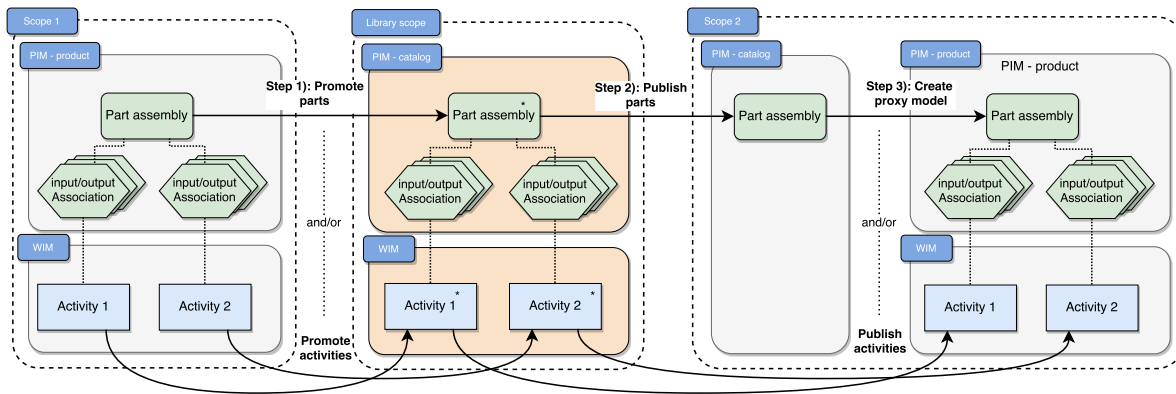 Scope 1
PIM - product
Part assembly
input/output
Association
input/output
Association
WIM
Activity 1
Activity 2
Step 1): Promote
parts
and/or
Promote
activities
Library scope
PIM - catalog
Part assembly
*
input/output
Association
input/output
Association
WIM
Activity 1
*
Activity 2
*
Step 2): Publish
parts
Scope 2
PIM - catalog
Part assembly
Step 3): Create
proxy model
and/or
Publish
activities
PIM - product
PIM - product
Part assembly
input/output
Association
input/output
Association
WIM
Activity 1
Activity 2